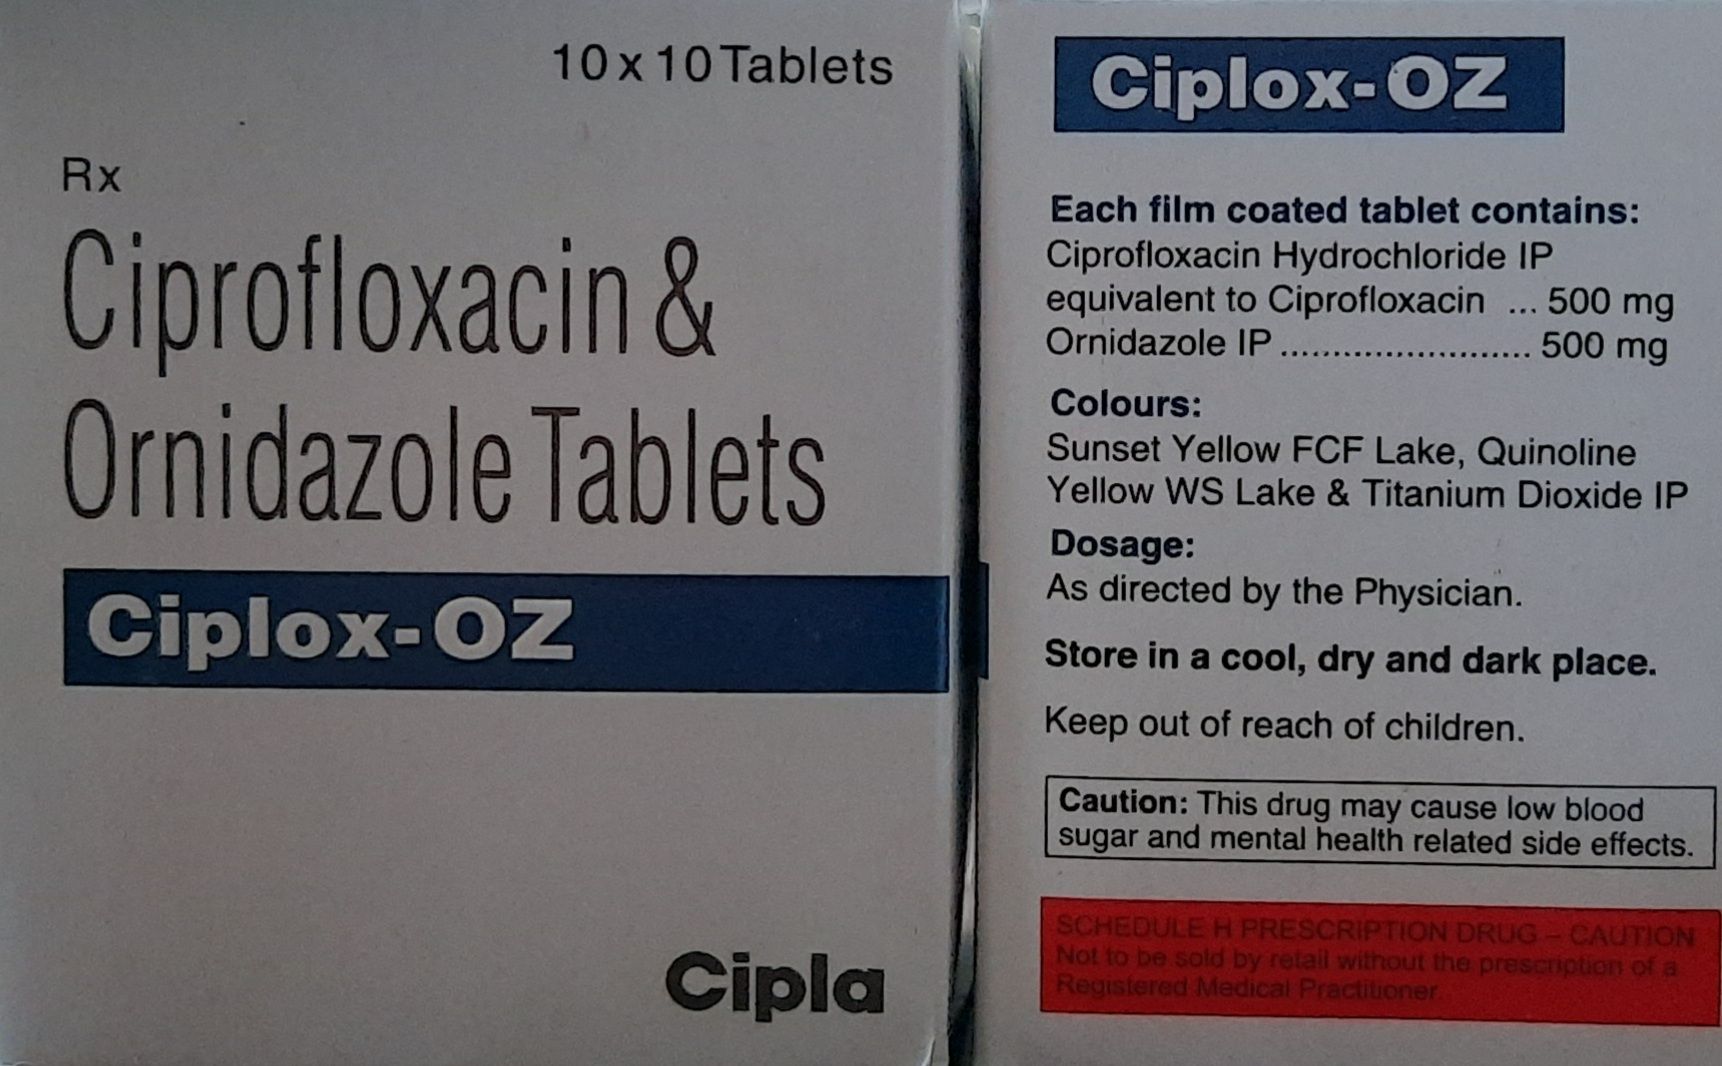 10 x 10 Tablets
Rx
Ciprofloxacin &
Ornidazole Tablets
Ciplox-OZ
Cipla
Ciplox-OZ
Each film coated tablet contains:
Ciprofloxacin Hydrochloride IP
equivalent to Ciprofloxacin ... 500 mg
Ornidazole IP ........................ 500 mg
Colours:
Sunset Yellow FCF Lake, Quinoline
Yellow WS Lake & Titanium Dioxide IP
Dosage:
As directed by the Physician.
Store in a cool, dry and dark place.
Keep out of reach of children.
Caution: This drug may cause low blood
sugar and mental health related side effects.
SCHEDULE H PRESCRIPTION DRUG – CAUTION
Not to be sold by retail without the prescription of a
Registered Medical Practitioner.